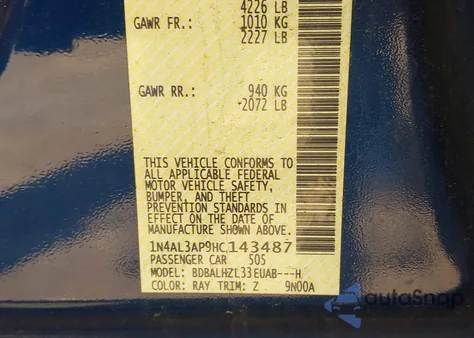 4226 LB
GAWR FR.: 1010 KG
2227 LB
GAWR RR.: 940 KG
2072 LB
THIS VEHICLE CONFORMS TO
ALL APPLICABLE FEDERAL
MOTOR VEHICLE SAFETY,
BUMPER, AND THEFT
PREVENTION STANDARDS IN
EFFECT ON THE DATE OF
MANUFACTURE SHOWN ABOVE.
1N4AL3AP9HC143487
PASSENGER CAR 505
MODEL: BDBALHZL33EUAB---H
COLOR: RAY TRIM: Z 9N00A
autoSnap